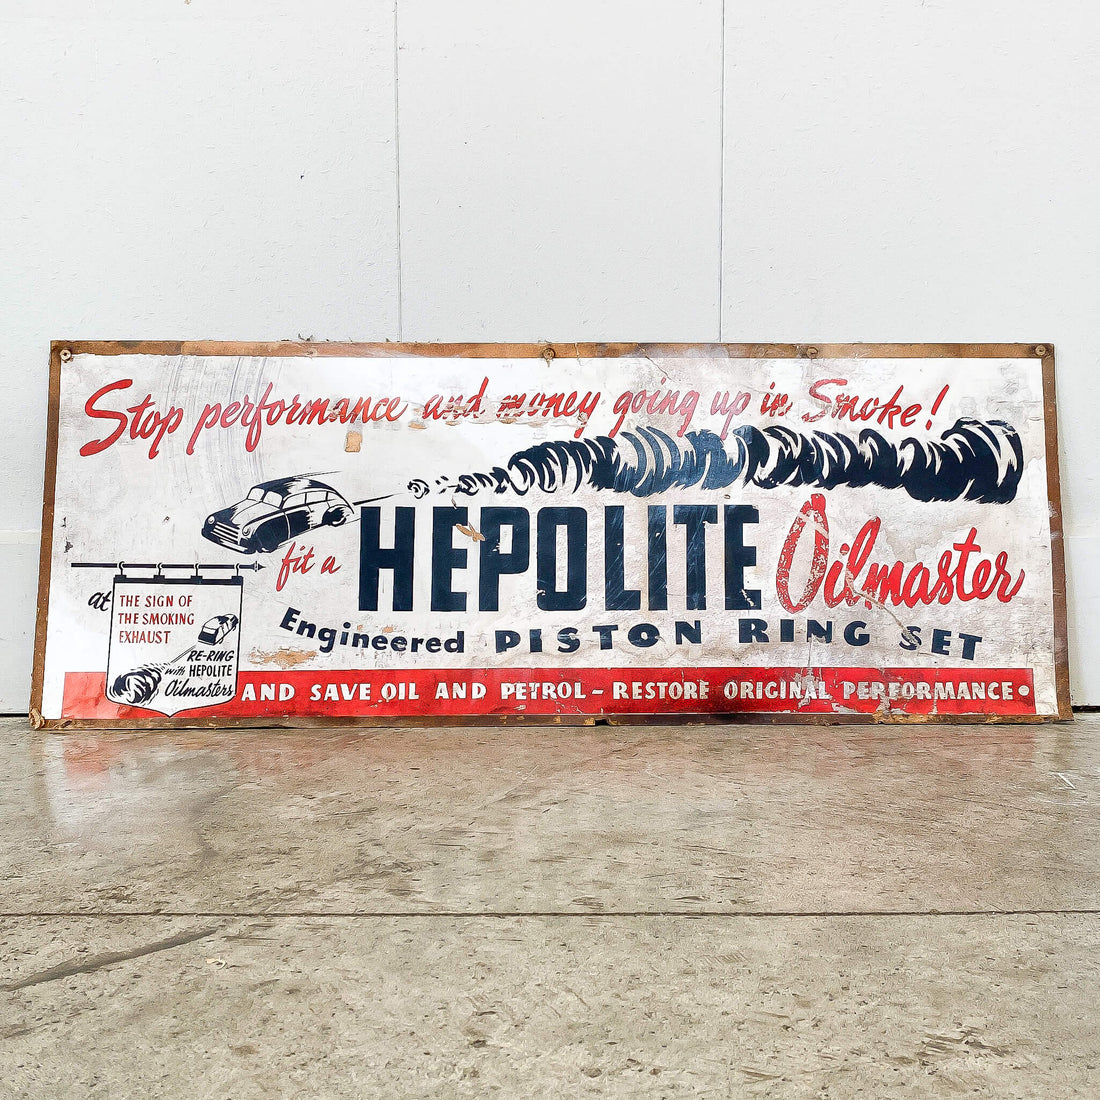 Stop performance and money going up in Smoke!
fit a HEPOLITE Oilmaster
Engineered PISTON RING SET
at
THE SIGN OF
THE SMOKING
EXHAUST
RE-RING
with HEPOLITE
Oilmasters
AND SAVE OIL AND PETROL - RESTORE ORIGINAL PERFORMANCE •